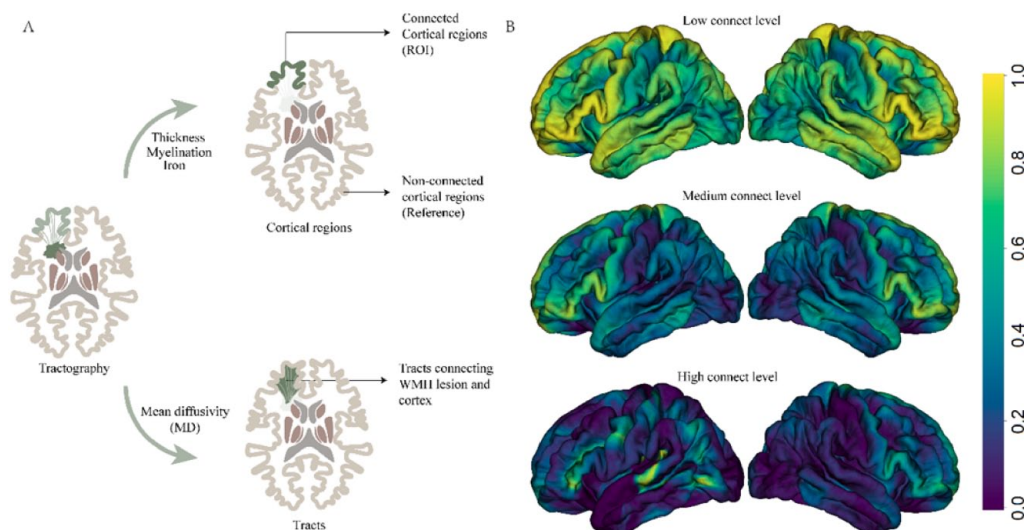 A
Connected
Cortical regions
(ROI)
Thickness
Myelination
Iron
Non-connected
cortical regions
(Reference)
Cortical regions
Tractography
Mean diffusivity
(MD)
Tracts connecting
WMH lesion and
cortex
Tracts
B
Low connect level
Medium connect level
High connect level
1.0
0.8
0.6
0.4
0.2
0.0